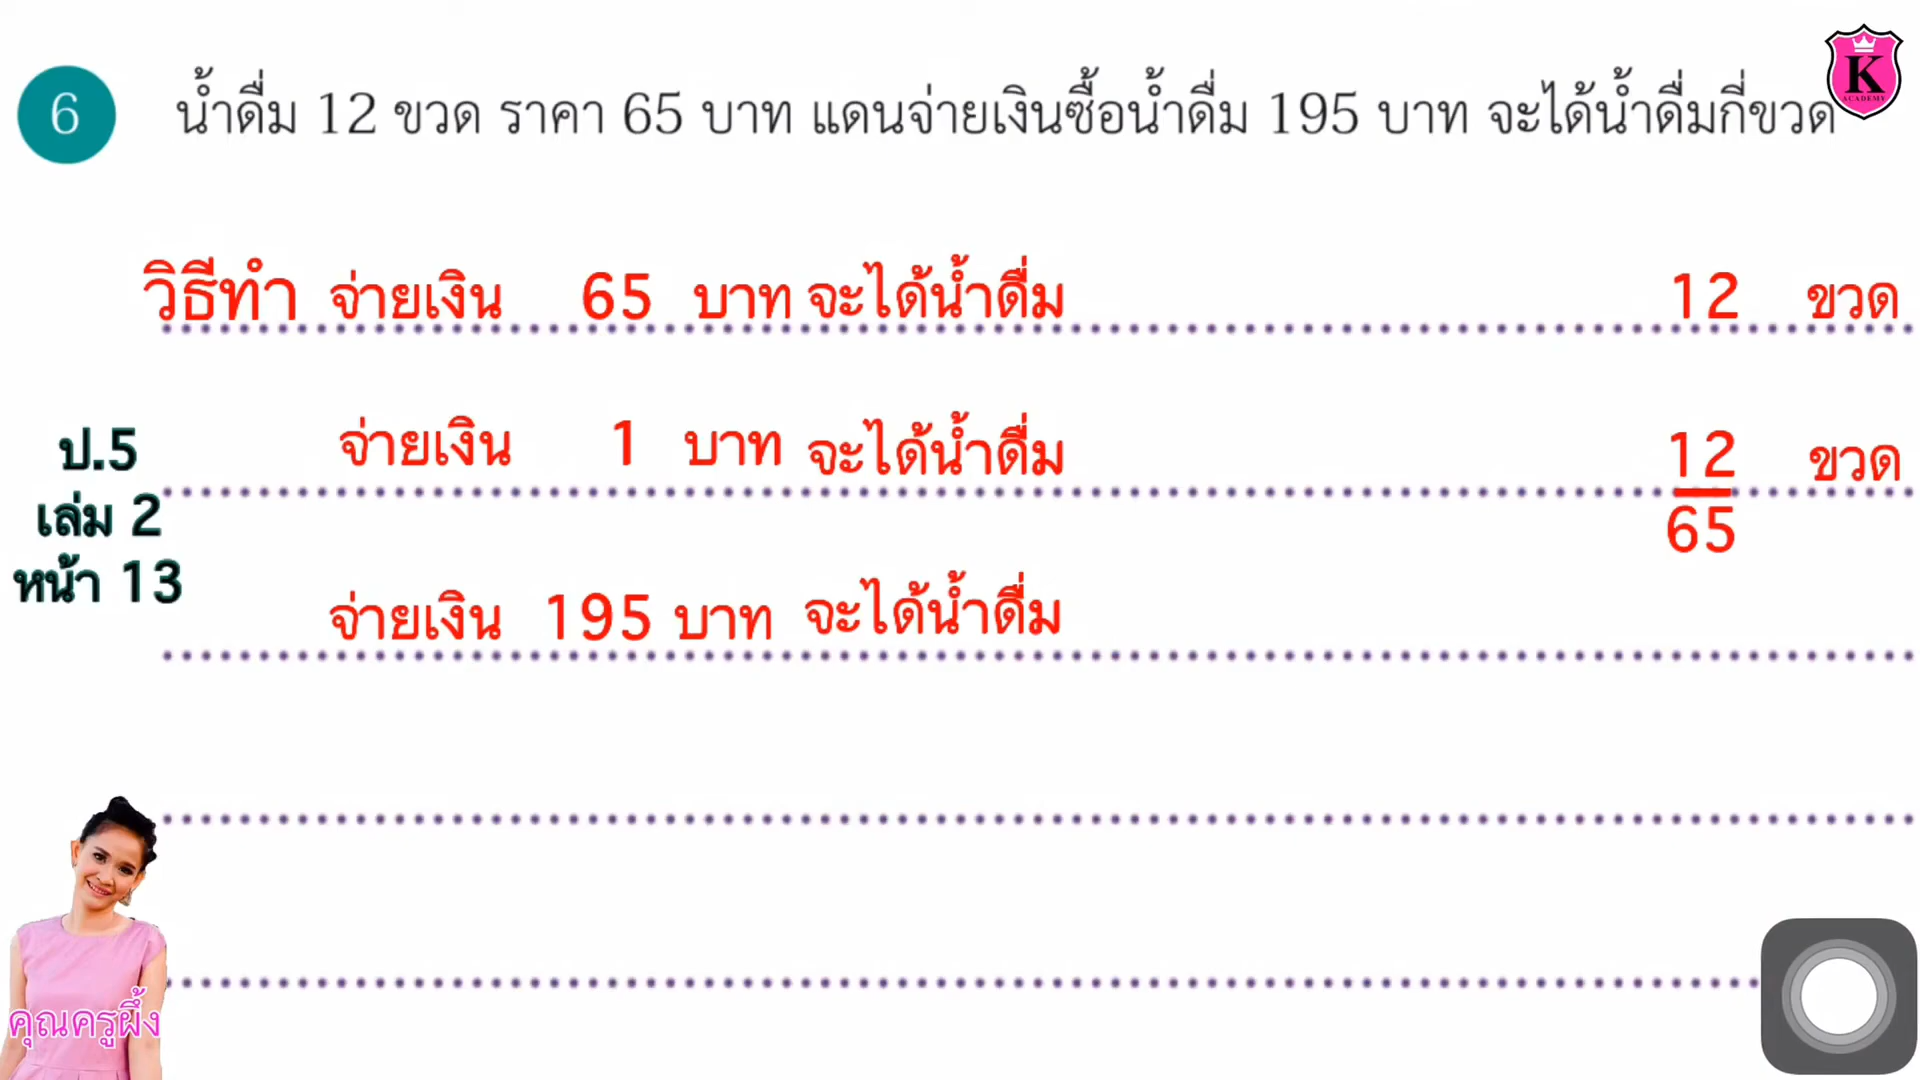 6 น้ำดื่ม 12 ขวด ราคา 65 บาท แดนจ่ายเงินซื้อน้ำดื่ม 195 บาท จะได้น้ำดื่มกี่ขวด
K
ACADEMY
วิธีทำ จ่ายเงิน 65 บาท จะได้น้ำดื่ม 12 ขวด
จ่ายเงิน 1 บาท จะได้น้ำดื่ม 12 ขวด
65
ป.5
เล่ม 2
หน้า 13
จ่ายเงิน 195 บาท จะได้น้ำดื่ม
คุณครูผึ้ง